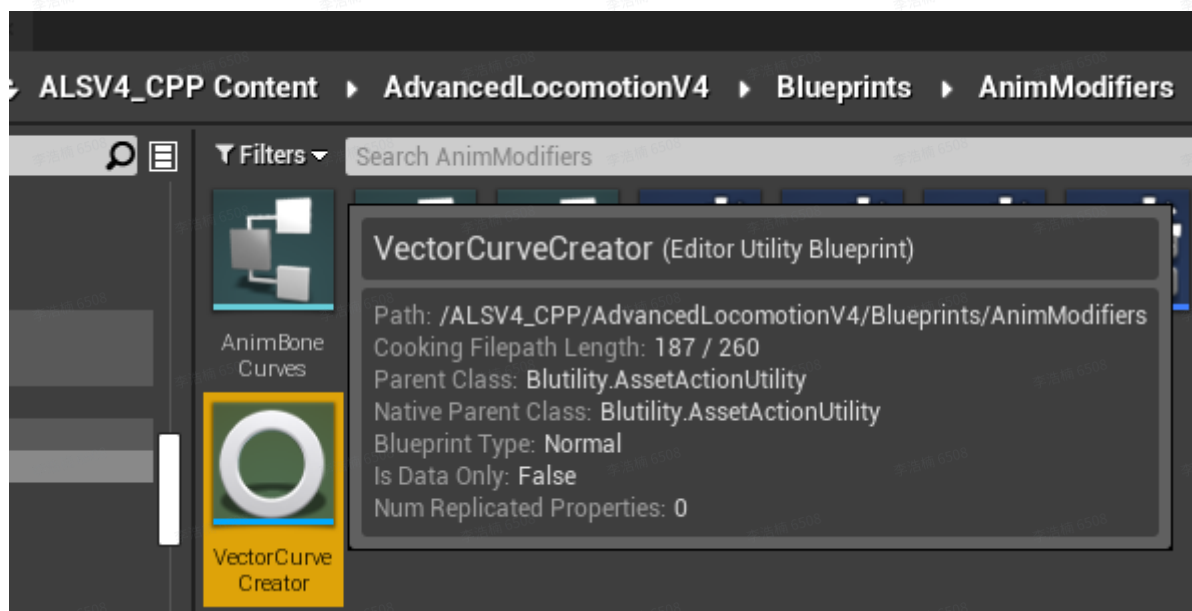 ALSV4_CPP Content ▸ AdvancedLocomotionV4 ▸ Blueprints ▸ AnimModifiers
Filters
Search AnimModifiers
VectorCurveCreator (Editor Utility Blueprint)
Path: /ALSV4_CPP/AdvancedLocomotionV4/Blueprints/AnimModifiers
Cooking Filepath Length: 187 / 260
Parent Class: Blutility.AssetActionUtility
Native Parent Class: Blutility.AssetActionUtility
Blueprint Type: Normal
Is Data Only: False
Num Replicated Properties: 0
AnimBone
Curves
VectorCurve
Creator